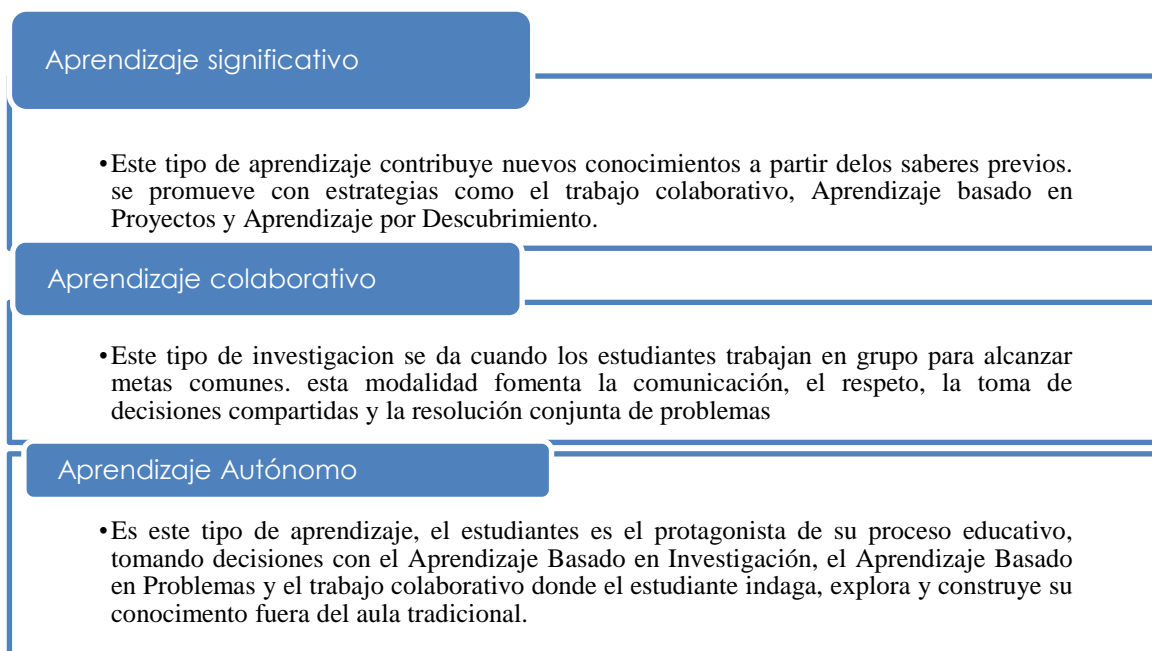 Aprendizaje significativo
•Este tipo de aprendizaje contribuye nuevos conocimientos a partir delos saberes previos.
se promueve con estrategias como el trabajo colaborativo, Aprendizaje basado en
Proyectos y Aprendizaje por Descubrimiento.
Aprendizaje colaborativo
•Este tipo de investigacion se da cuando los estudiantes trabajan en grupo para alcanzar
metas comunes. esta modalidad fomenta la comunicación, el respeto, la toma de
decisiones compartidas y la resolución conjunta de problemas
Aprendizaje Autónomo
•Es este tipo de aprendizaje, el estudiantes es el protagonista de su proceso educativo,
tomando decisiones con el Aprendizaje Basado en Investigación, el Aprendizaje Basado
en Problemas y el trabajo colaborativo donde el estudiante indaga, explora y construye su
conocimento fuera del aula tradicional.